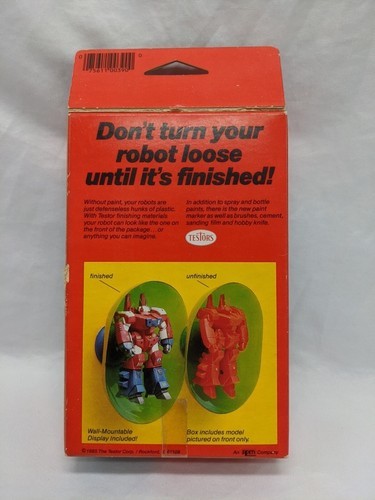 Don't turn your
robot loose
until it's finished!
Without paint, your robots are
just defenseless hunks of plastic.
With Testor finishing materials
your robot can look like the one on
the front of the package...or
anything you can imagine.
In addition to spray and bottle
paints, there is the new paint
marker as well as brushes, cement,
sanding film and hobby knife.
TESTORS
finished
unfinished
Wall-Mountable
Display Included!
Box includes model
pictured on front only.
The Testor Corp.